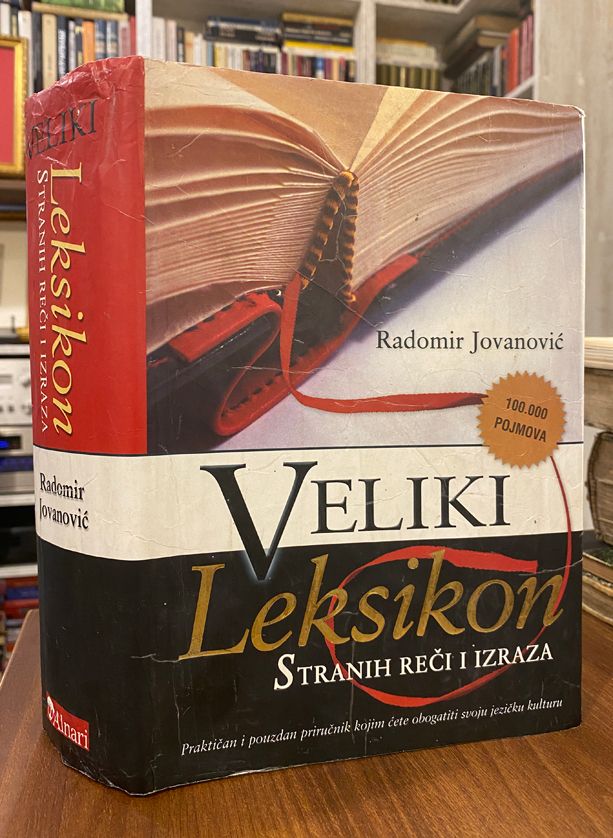 VELIKI
Leksikon
STRANIH REČI I IZRAZA
Radomir
Jovanović
Alnari
Radomir Jovanović
100.000
POJMOVA
VELIKI
Leksikon
STRANIH REČI I IZRAZA
Praktičan i pouzdan priručnik kojim ćete obogatiti svoju jezičku kulturu